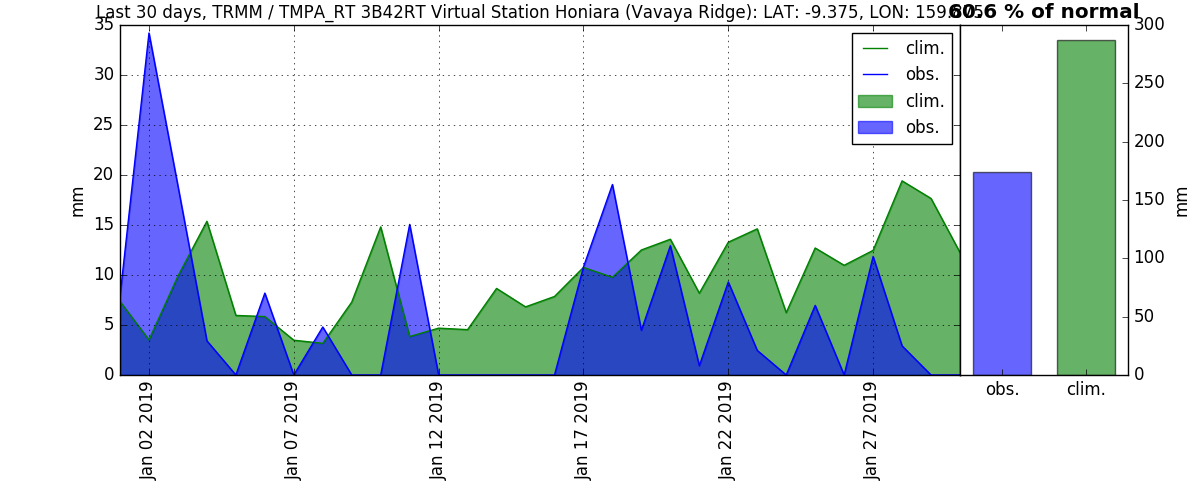 Last 30 days, TRMM / TMPA_RT 3B42RT Virtual Station Honiara (Vavaya Ridge): LAT: -9.375, LON:
60.6 % of normal
35
30
25
20
15
10
5
0
mm
clim.
obs.
clim.
obs.
Jan 02 2019
Jan 07 2019
Jan 12 2019
Jan 17 2019
Jan 22 2019
Jan 27 2019
300
250
200
150
100
50
0
mm
obs.
clim.